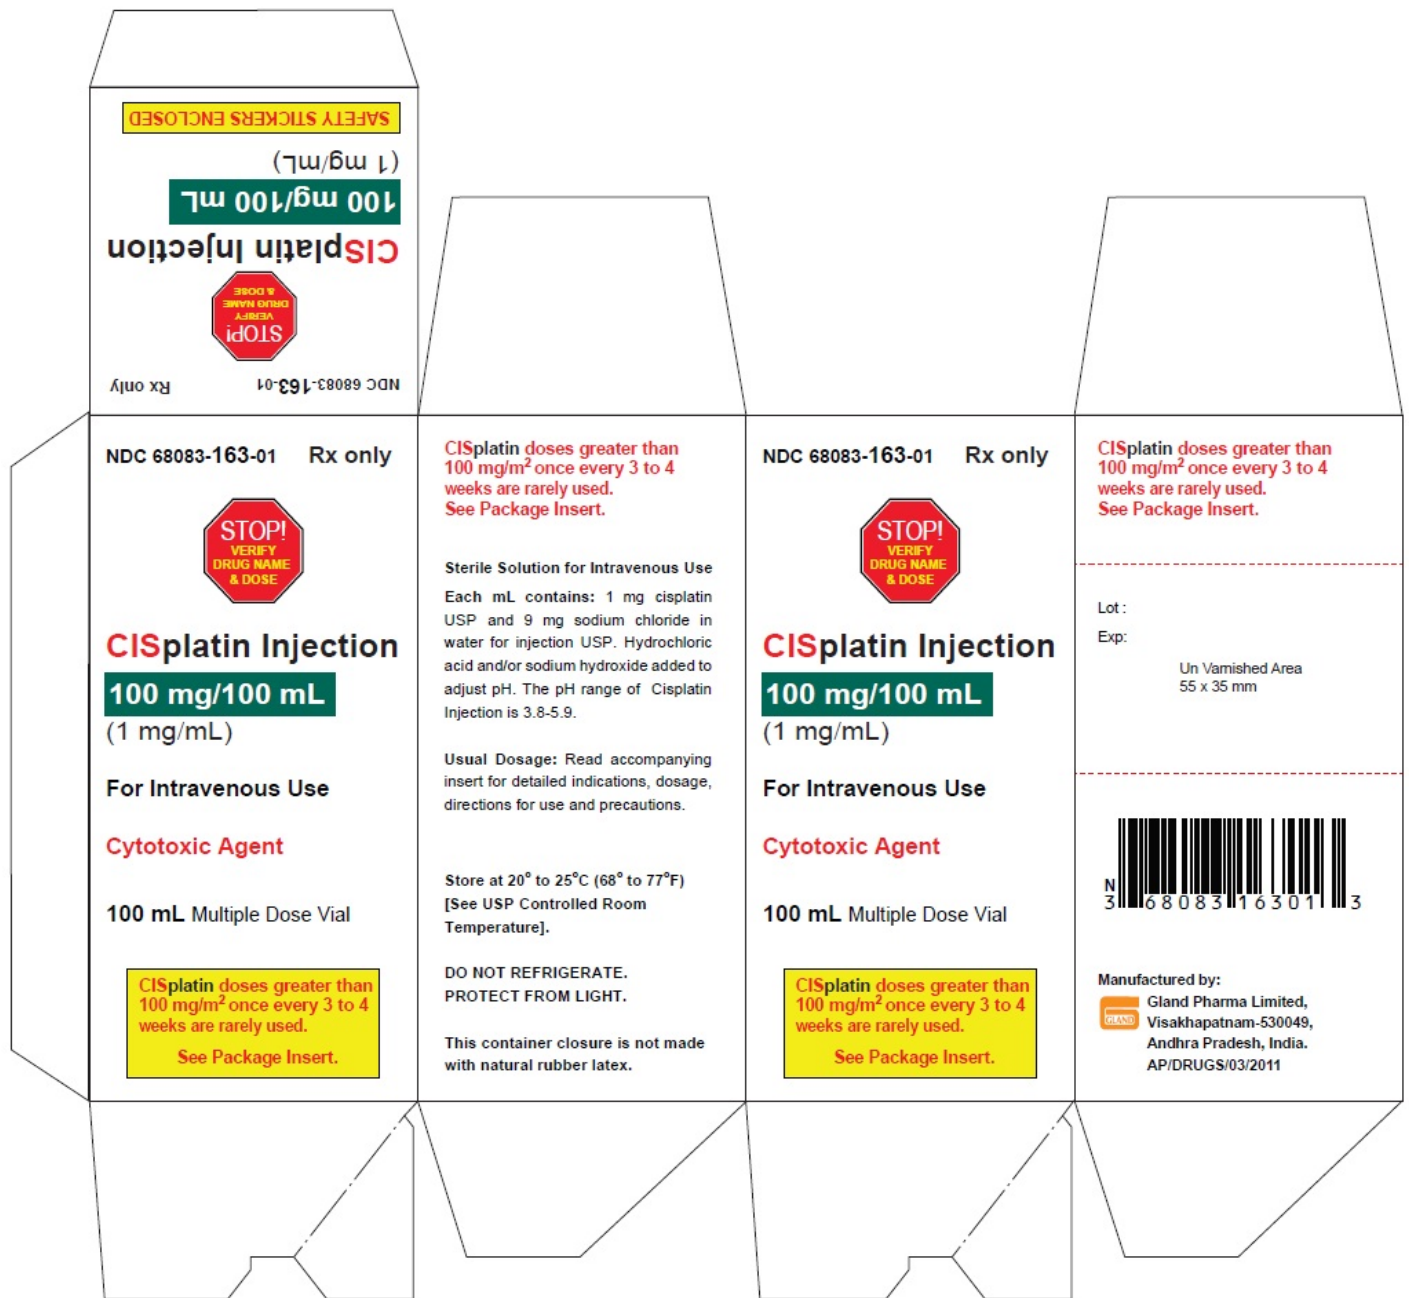 NDC 68083-163-01 Rx only
STOP!
VERIFY
DRUG NAME
& DOSE
CISplatin Injection
100 mg/100 mL
(1 mg/mL)
SAFETY STICKERS ENCLOSED
NDC 68083-163-01 Rx only
STOP!
VERIFY
DRUG NAME
& DOSE
CISplatin Injection
100 mg/100 mL
(1 mg/mL)
For Intravenous Use
Cytotoxic Agent
100 mL Multiple Dose Vial
CISplatin doses greater than
100 mg/m² once every 3 to 4
weeks are rarely used.
See Package Insert.
CISplatin doses greater than
100 mg/m² once every 3 to 4
weeks are rarely used.
See Package Insert.
Sterile Solution for Intravenous Use
Each mL contains: 1 mg cisplatin
USP and 9 mg sodium chloride in
water for injection USP. Hydrochloric
acid and/or sodium hydroxide added to
adjust pH. The pH range of Cisplatin
Injection is 3.8-5.9.
Usual Dosage: Read accompanying
insert for detailed indications, dosage,
directions for use and precautions.
Store at 20° to 25°C (68° to 77°F)
[See USP Controlled Room
Temperature].
DO NOT REFRIGERATE.
PROTECT FROM LIGHT.
This container closure is not made
with natural rubber latex.
NDC 68083-163-01 Rx only
STOP!
VERIFY
DRUG NAME
& DOSE
CISplatin Injection
100 mg/100 mL
(1 mg/mL)
For Intravenous Use
Cytotoxic Agent
100 mL Multiple Dose Vial
CISplatin doses greater than
100 mg/m² once every 3 to 4
weeks are rarely used.
See Package Insert.
CISplatin doses greater than
100 mg/m² once every 3 to 4
weeks are rarely used.
See Package Insert.
Lot :
Exp:
Un Varnished Area
55 x 35 mm
N
3 68083 16301 3
Manufactured by:
GLAND
Gland Pharma Limited,
Visakhapatnam-530049,
Andhra Pradesh, India.
AP/DRUGS/03/2011